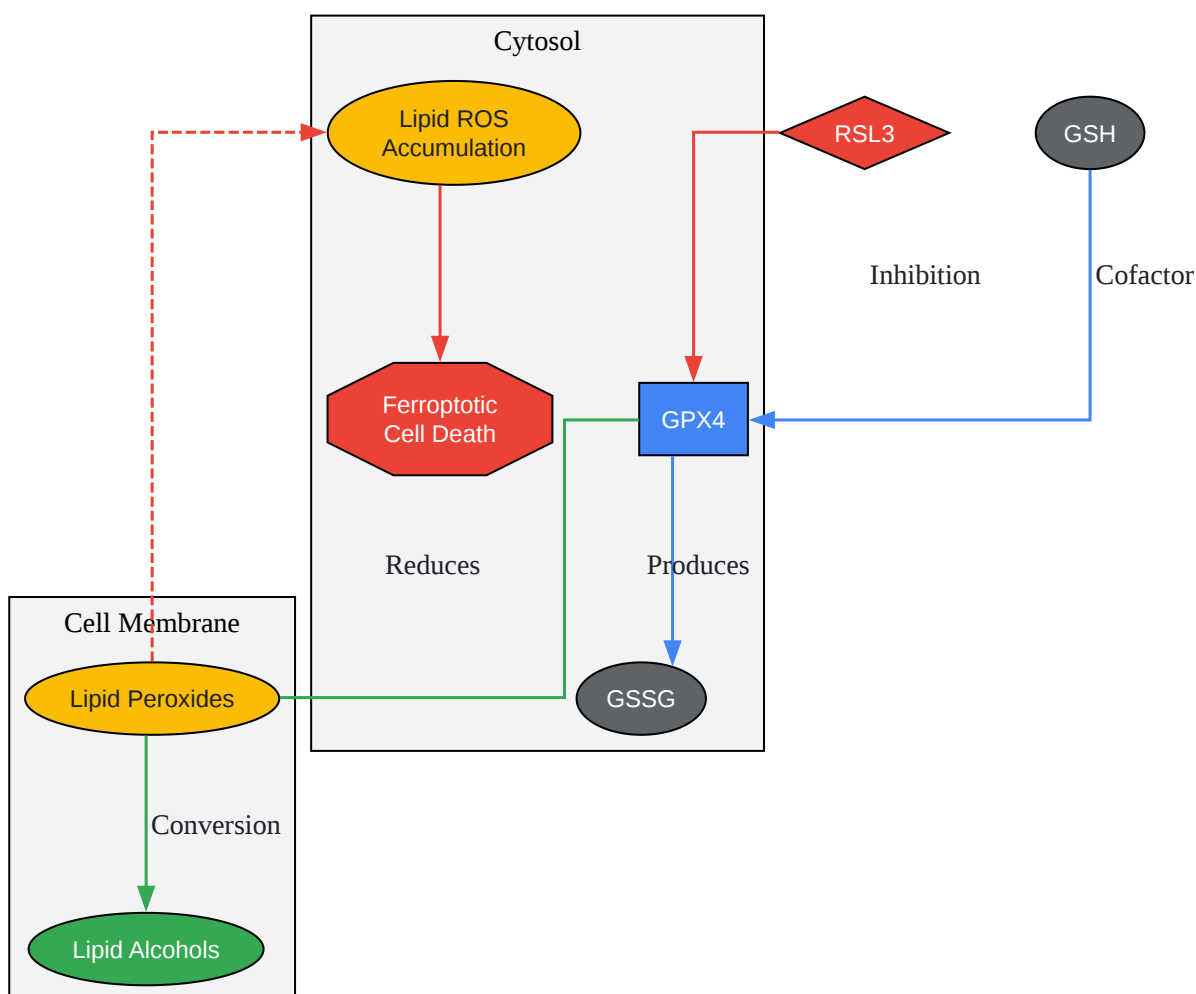 Cytosol
Lipid ROS
Accumulation
RSL3
GSH
Inhibition
Cofactor
Ferroptotic
Cell Death
GPX4
Reduces
Produces
Cell Membrane
Lipid Peroxides
GSSG
Conversion
Lipid Alcohols